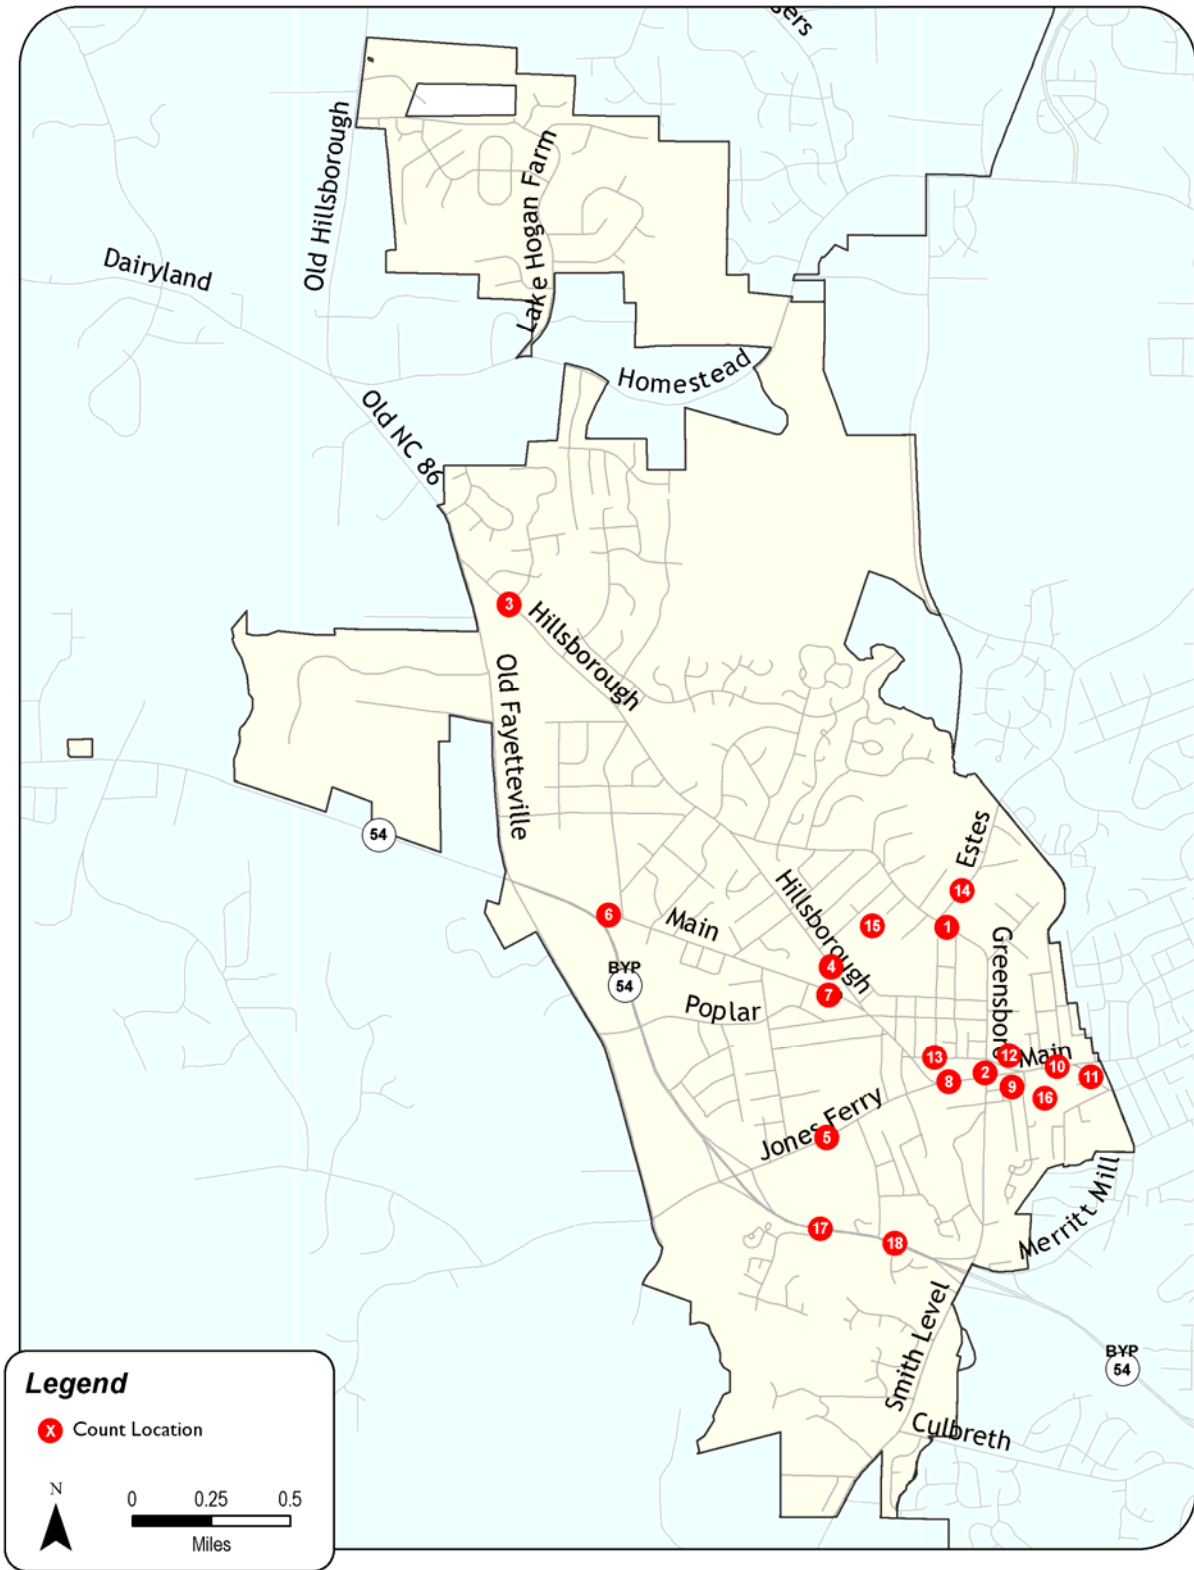 gers
Old Hillsborough
Lake Hogan Farm
Dairyland
Homestead
Old NC 86
3
Hillsborough
Old Fayetteville
54
Estes
14
Hillsborough
6
Main
15
1
Greensboro
4
BYP
54
7
Poplar
13
12
Main
10
2
11
8
9
16
Jones Ferry
5
Merritt Mill
17
18
Smith Level
BYP
54
Culbreth
Legend
X Count Location
N
0 0.25 0.5
Miles